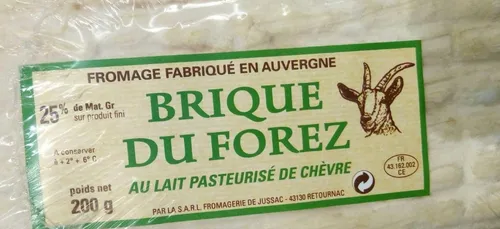 FROMAGE FABRIQUÉ EN AUVERGNE
25% de Mat. Gr
sur produit fini
BRIQUE
DU FOREZ
A conserver
à + 2° + 6° C
poids net
200 g
AU LAIT PASTEURISÉ DE CHÈVRE
FR
43.162.002
CE
PAR LA S.A.R.L. FROMAGERIE DE JUSSAC - 43130 RETOURNAC